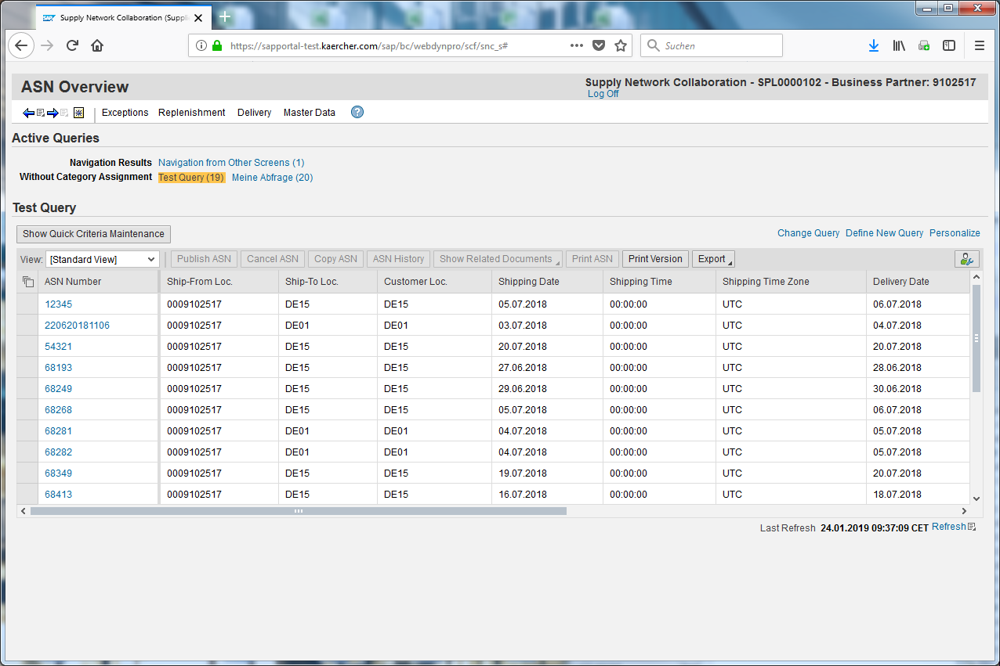 SAP Supply Network Collaboration (Suppl
https://sapportal-test.kaercher.com/sap/bc/webdynpro/scf/snc_s#
Suchen
ASN Overview
Supply Network Collaboration - SPL0000102 - Business Partner: 9102517
Log Off
Exceptions Replenishment Delivery Master Data ?
Active Queries
Navigation Results Navigation from Other Screens (1)
Without Category Assignment Test Query (19) Meine Abfrage (20)
Test Query
Show Quick Criteria Maintenance Change Query Define New Query Personalize
View: [Standard View] Publish ASN Cancel ASN Copy ASN ASN History Show Related Documents Print ASN Print Version Export
ASN Number Ship-From Loc. Ship-To Loc. Customer Loc. Shipping Date Shipping Time Shipping Time Zone Delivery Date
12345 0009102517 DE15 DE15 05.07.2018 00:00:00 UTC 06.07.2018
220620181106 0009102517 DE01 DE01 03.07.2018 00:00:00 UTC 04.07.2018
54321 0009102517 DE15 DE15 20.07.2018 00:00:00 UTC 20.07.2018
68193 0009102517 DE15 DE15 27.06.2018 00:00:00 UTC 28.06.2018
68249 0009102517 DE15 DE15 29.06.2018 00:00:00 UTC 30.06.2018
68268 0009102517 DE15 DE15 05.07.2018 00:00:00 UTC 06.07.2018
68281 0009102517 DE01 DE01 04.07.2018 00:00:00 UTC 05.07.2018
68282 0009102517 DE01 DE01 04.07.2018 00:00:00 UTC 05.07.2018
68349 0009102517 DE15 DE15 19.07.2018 00:00:00 UTC 20.07.2018
68413 0009102517 DE15 DE15 16.07.2018 00:00:00 UTC 18.07.2018
Last Refresh 24.01.2019 09:37:09 CET Refresh